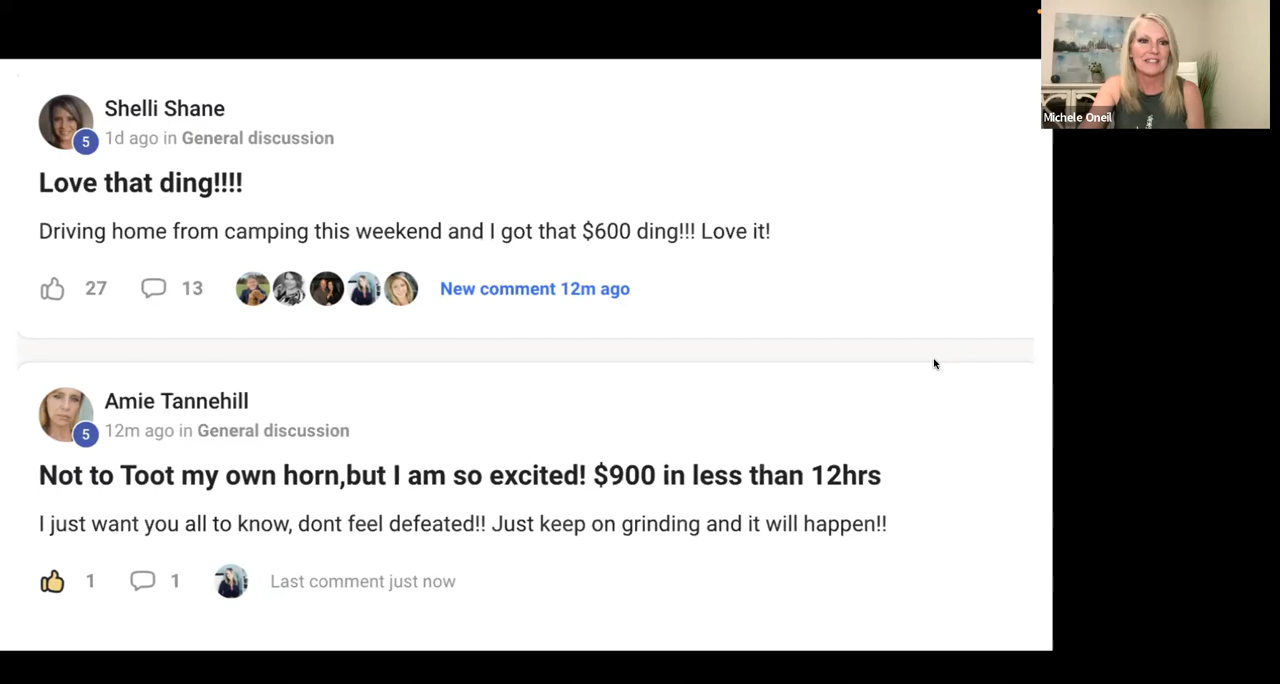 Michele Oneil
Shelli Shane
5
1d ago in General discussion
Love that ding!!!!
Driving home from camping this weekend and I got that $600 ding!!! Love it!
27
13
New comment 12m ago
Amie Tannehill
5
12m ago in General discussion
Not to Toot my own horn,but I am so excited! $900 in less than 12hrs
I just want you all to know, dont feel defeated!! Just keep on grinding and it will happen!!
1
1
Last comment just now